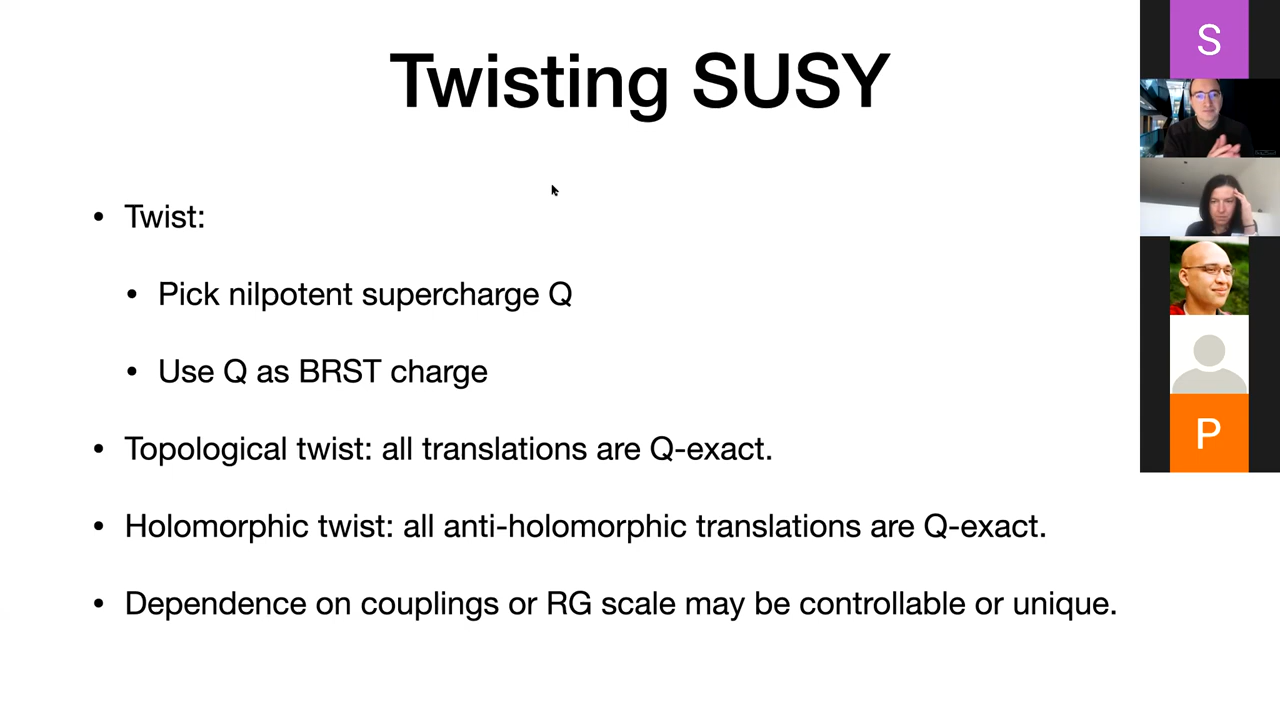 Twisting SUSY
• Twist:
• Pick nilpotent supercharge Q
• Use Q as BRST charge
• Topological twist: all translations are Q-exact.
• Holomorphic twist: all anti-holomorphic translations are Q-exact.
• Dependence on couplings or RG scale may be controllable or unique.
S
P